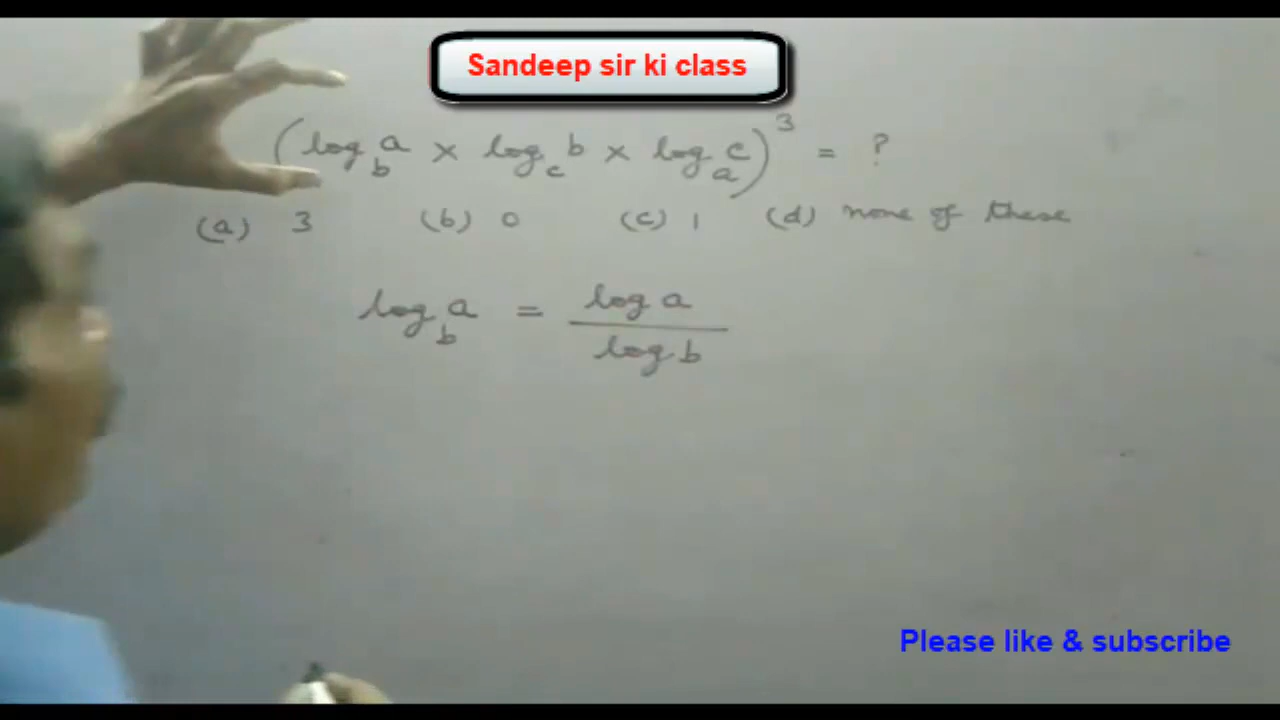 Sandeep sir ki class
(log_b a × log_c b × log_a c)³ = ?
(a) 3 (b) 0 (c) 1 (d) none of these
log_b a = log a / log b
Please like & subscribe